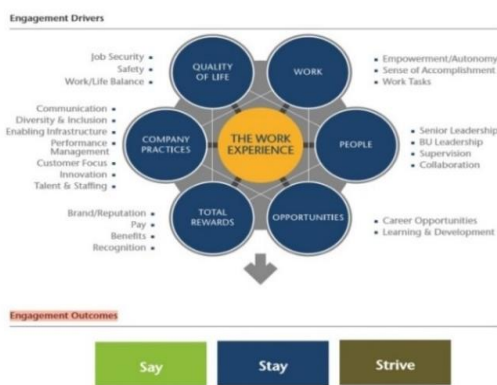 Engagement Drivers
Job Security
Safety
Work/Life Balance
QUALITY
OF LIFE
WORK
Empowerment/Autonomy
Sense of Accomplishment
Work Tasks
Communication
Diversity & Inclusion
Enabling Infrastructure
Performance
Management
Customer Focus
Innovation
Talent & Staffing
COMPANY
PRACTICES
THE WORK
EXPERIENCE
PEOPLE
Senior Leadership
BU Leadership
Supervision
Collaboration
Brand/Reputation
Pay
Benefits
Recognition
TOTAL
REWARDS
OPPORTUNITIES
Career Opportunities
Learning & Development
Engagement Outcomes
Say
Stay
Strive